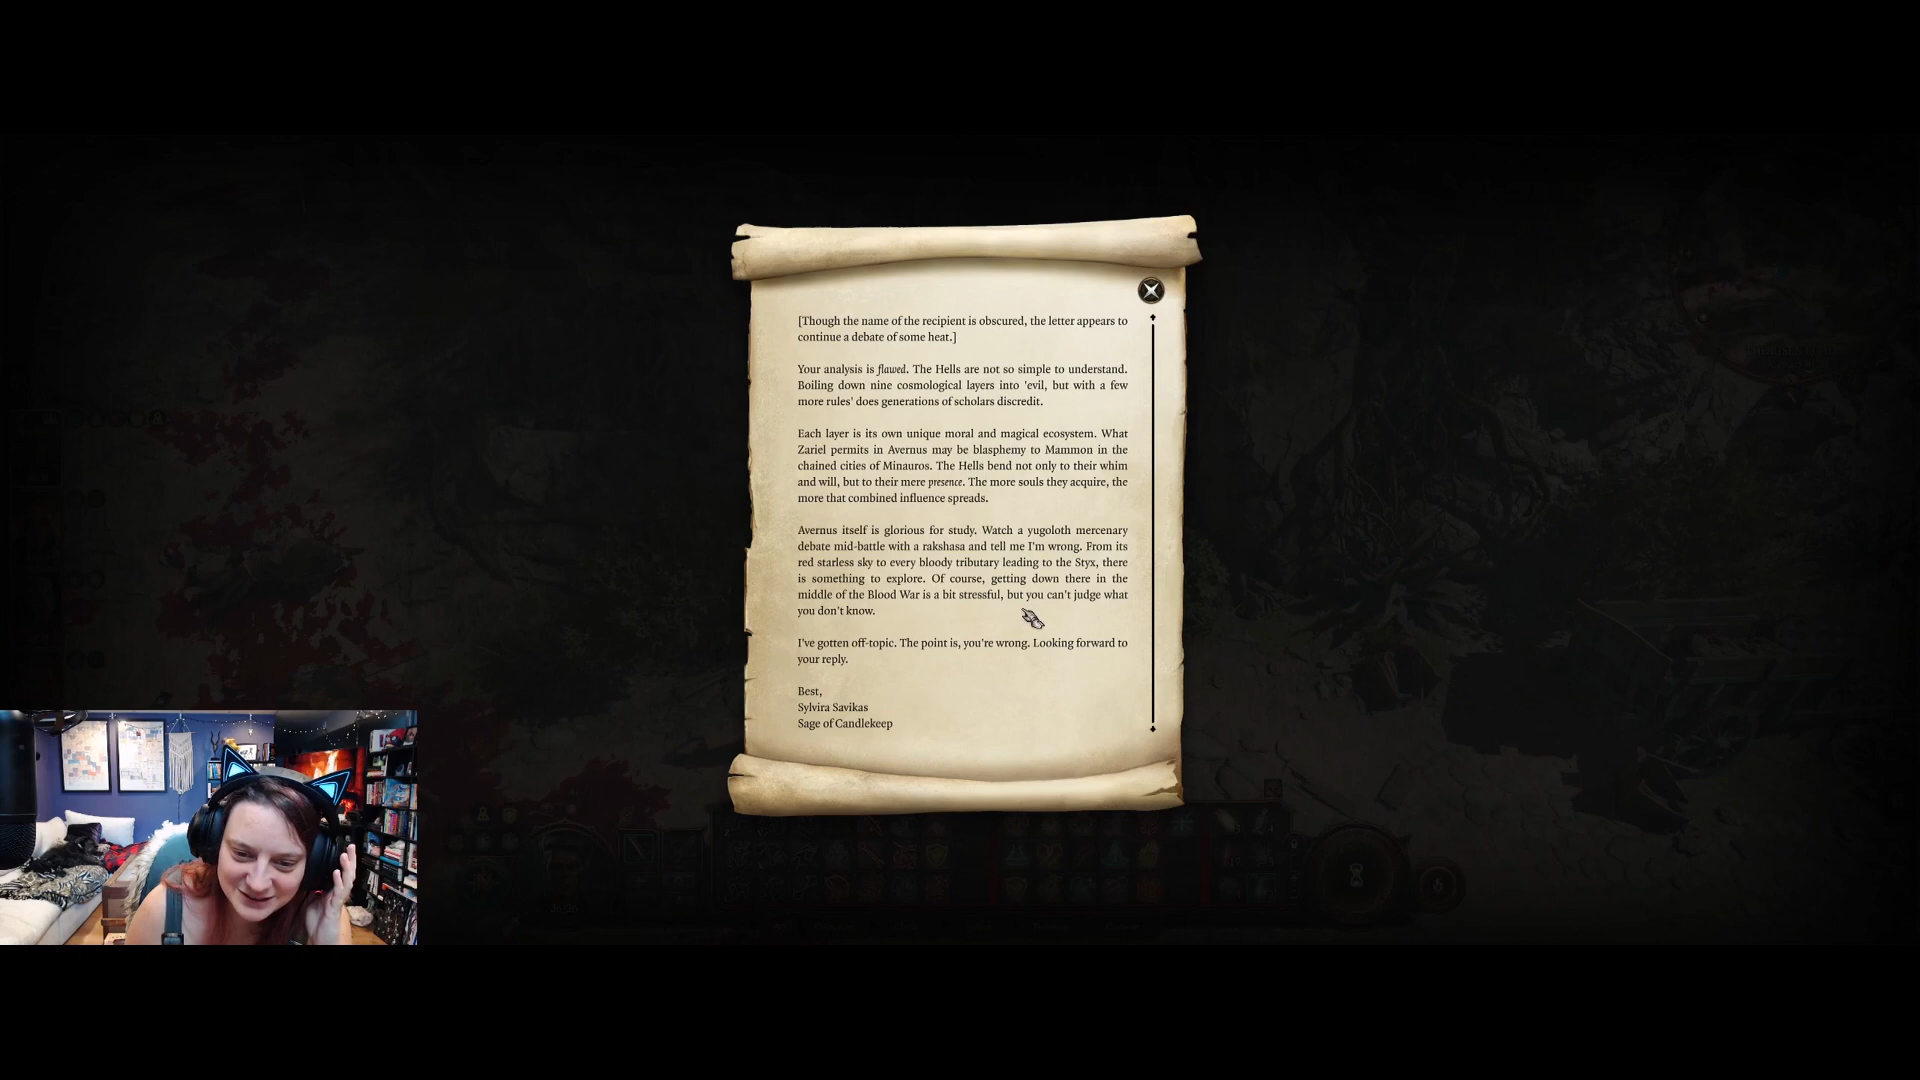 [Though the name of the recipient is obscured, the letter appears to
continue a debate of some heat.]
Your analysis is flawed. The Hells are not so simple to understand.
Boiling down nine cosmological layers into 'evil, but with a few
more rules' does generations of scholars discredit.
Each layer is its own unique moral and magical ecosystem. What
Zariel permits in Avernus may be blasphemy to Mammon in the
chained cities of Minauros. The Hells bend not only to their whim
and will, but to their mere presence. The more souls they acquire, the
more that combined influence spreads.
Avernus itself is glorious for study. Watch a yugoloth mercenary
debate mid-battle with a rakshasa and tell me I'm wrong. From its
red starless sky to every bloody tributary leading to the Styx, there
is something to explore. Of course, getting down there in the
middle of the Blood War is a bit stressful, but you can't judge what
you don't know.
I've gotten off-topic. The point is, you're wrong. Looking forward to
your reply.
Best,
Sylvira Savikas
Sage of Candlekeep